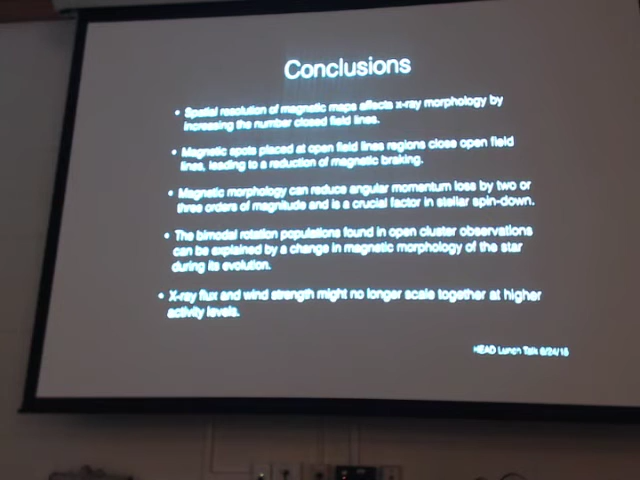 Conclusions
• Spatial resolution of magnetic maps affects x-ray morphology by
increasing the number closed field lines.
• Magnetic spots placed at open field lines regions close open field
lines, leading to a reduction of magnetic braking.
• Magnetic morphology can reduce angular momentum loss by two or
three orders of magnitude and is a crucial factor in stellar spin-down.
• The bimodal rotation populations found in open cluster observations
can be explained by a change in magnetic morphology of the star
during its evolution.
• X-ray flux and wind strength might no longer scale together at higher
activity levels.
HEAD Lunch Talk